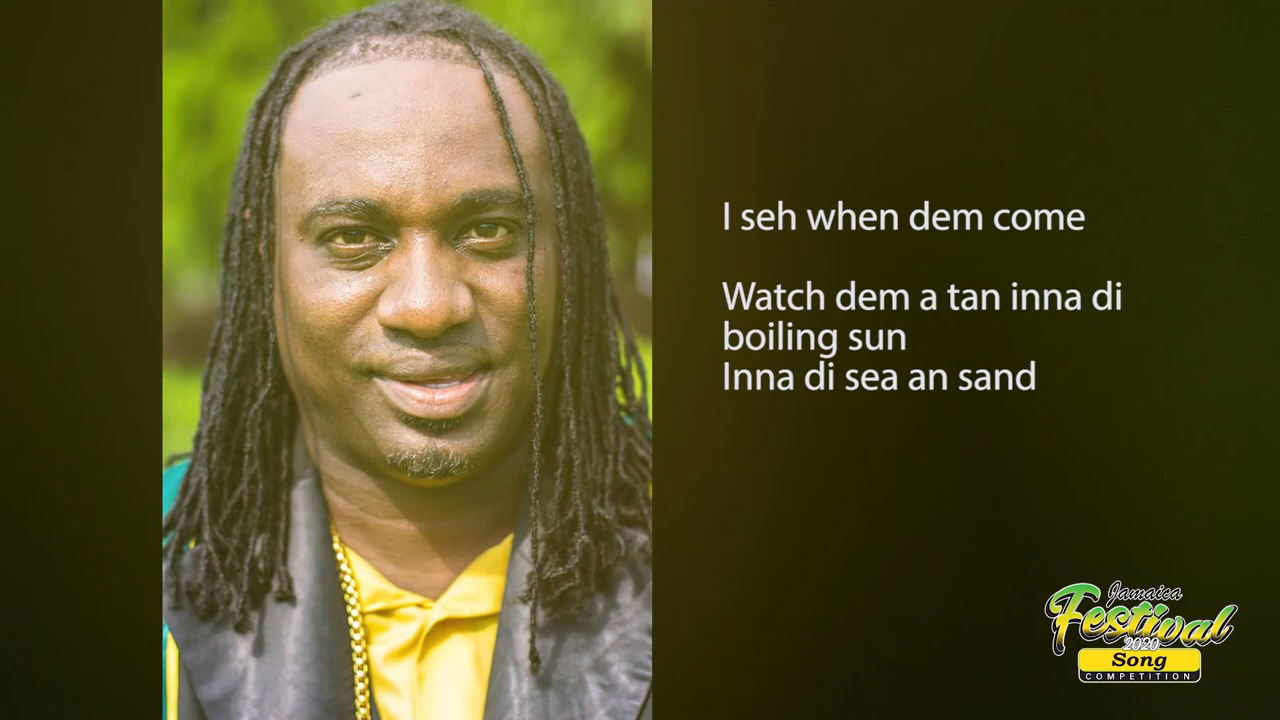 I seh when dem come
Watch dem a tan inna di
boiling sun
Inna di sea an sand
Jamaica
Festival
2020
Song
COMPETITION